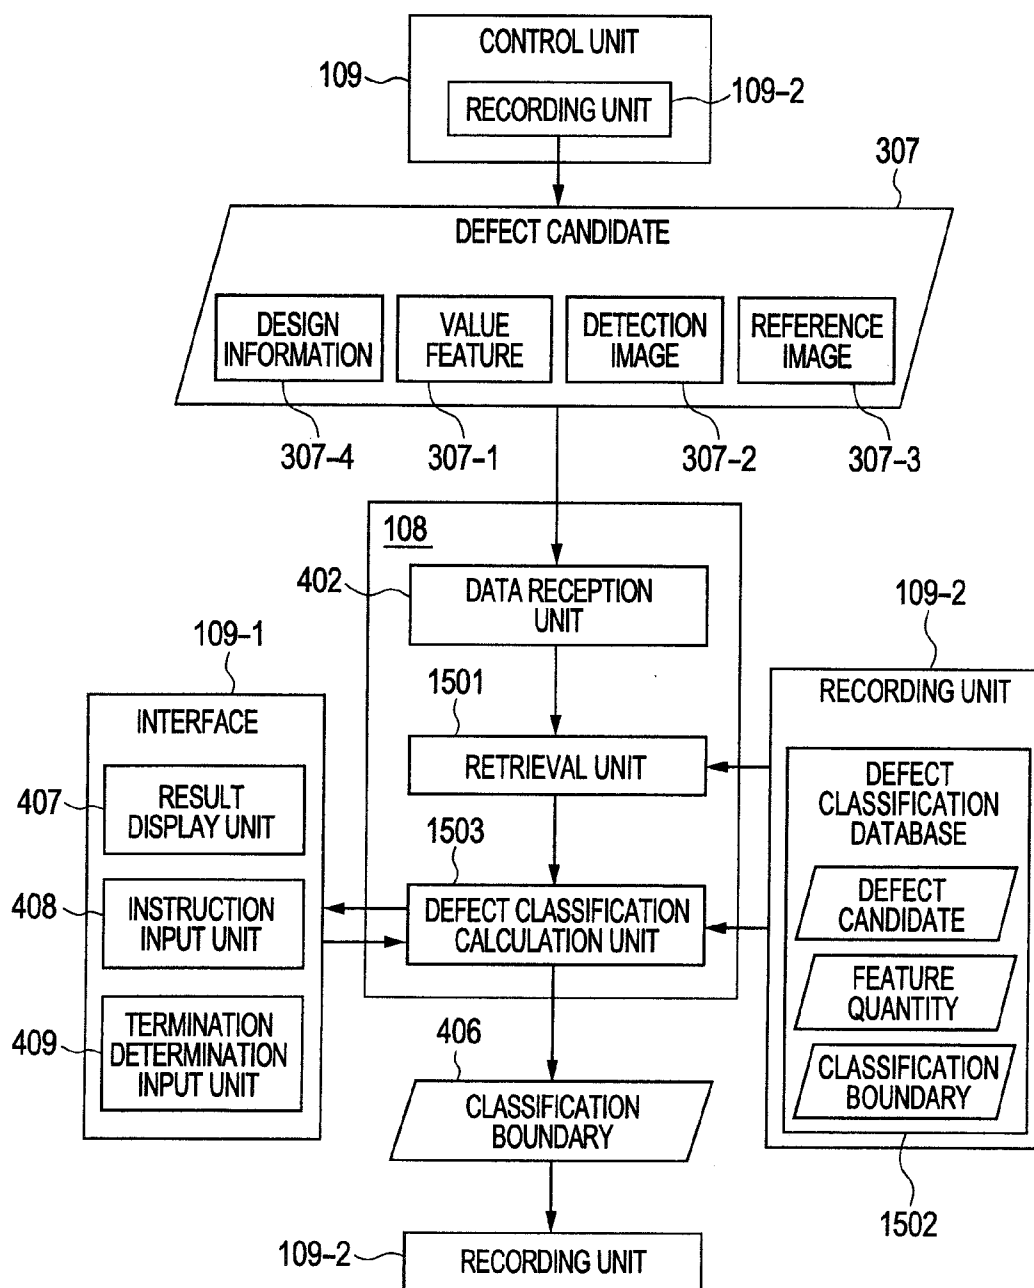 CONTROL UNIT
109
RECORDING UNIT
109-2
307
DEFECT CANDIDATE
DESIGN
INFORMATION
VALUE
FEATURE
DETECTION
IMAGE
REFERENCE
IMAGE
307-4
307-1
307-2
307-3
108
402
DATA RECEPTION
UNIT
109-1
1501
109-2
INTERFACE
RETRIEVAL UNIT
RECORDING UNIT
407
RESULT
DISPLAY UNIT
1503
DEFECT
CLASSIFICATION
DATABASE
408
INSTRUCTION
INPUT UNIT
DEFECT CLASSIFICATION
CALCULATION UNIT
DEFECT
CANDIDATE
FEATURE
QUANTITY
409
TERMINATION
DETERMINATION
INPUT UNIT
406
CLASSIFICATION
BOUNDARY
CLASSIFICATION
BOUNDARY
1502
109-2
RECORDING UNIT